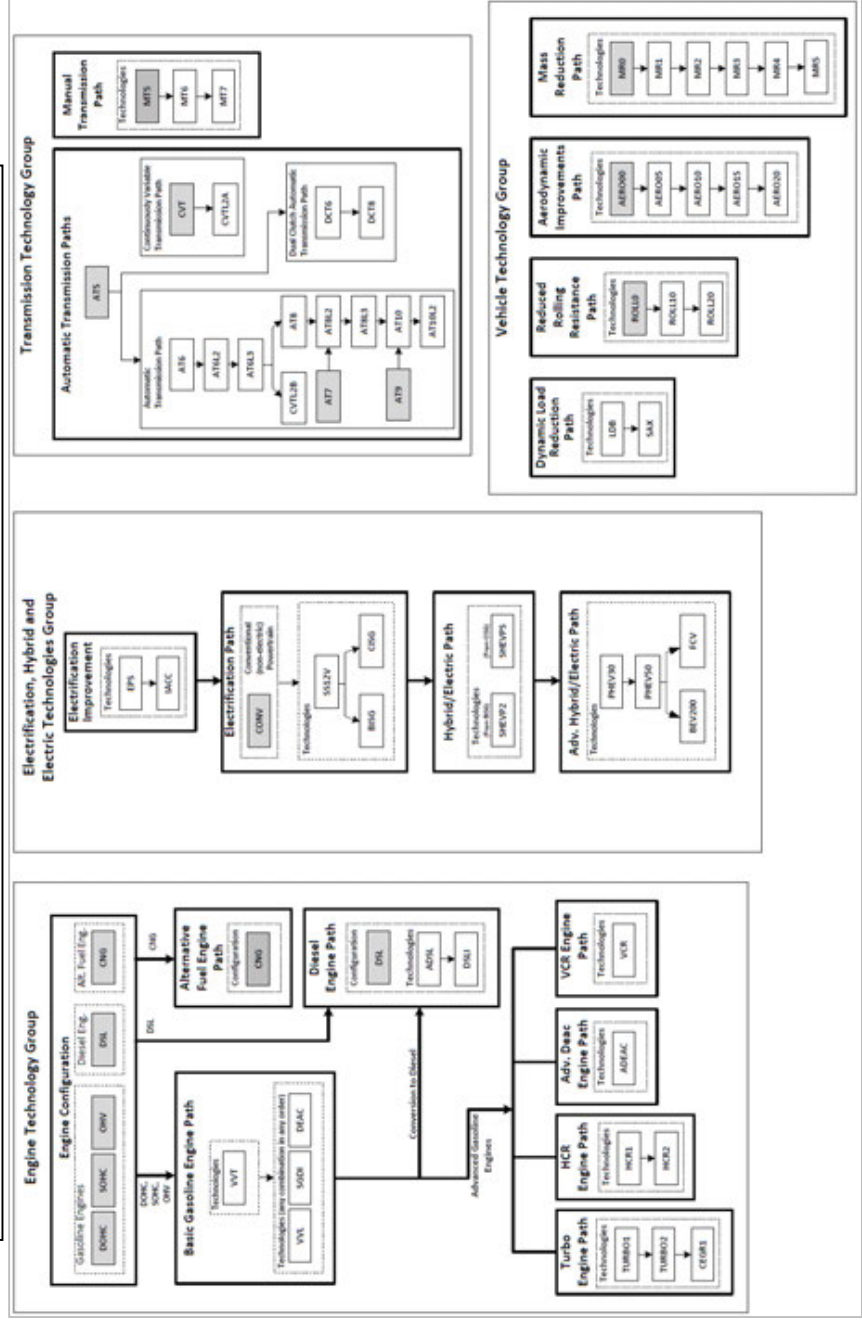 Engine Technology Group
Engine Configuration
Gasoline Engines
DOHC
SOHC
OHV
Diesel Eng.
DSL
Alt. Fuel Eng.
CNG
DOHC,
SOHC,
OHV
DSL
CNG
Basic Gasoline Engine Path
Technologies
VVT
Technologies (any combination in any order)
VVL
SGDI
DEAC
Alternative
Fuel Engine
Path
Configuration
CNG
Diesel
Engine Path
Configuration
DSL
Technologies
ADSL
DSLI
Conversion to Diesel
Advanced Gasoline
Engines
Turbo
Engine Path
Technologies
TURBO1
TURBO2
CEGR1
HCR
Engine Path
Technologies
HCR1
HCR2
Adv. Deac
Engine Path
Technologies
ADEAC
VCR Engine
Path
Technologies
VCR
Electrification, Hybrid and
Electric Technologies Group
Electrification
Improvement
Technologies
EPS
IACC
Electrification Path
CONV
Conventional
(non-electric)
Powertrain
Technologies
SS12V
BISG
CISG
Hybrid/Electric Path
Technologies
(From BISG)
SHEVP2
(From CISG)
SHEVPS
Adv. Hybrid/Electric Path
Technologies
PHEV30
PHEV50
BEV200
FCV
Transmission Technology Group
Automatic Transmission Paths
AT5
Automatic
Transmission Path
AT6
AT6L2
AT6L3
CVTL2B
AT8
AT7
AT8L2
AT8L3
AT9
AT10
AT10L2
Continuously Variable
Transmission Path
CVT
CVTL2A
Dual Clutch Automatic
Transmission Path
DCT6
DCT8
Manual
Transmission
Path
Technologies
MT5
MT6
MT7
Vehicle Technology Group
Dynamic Load
Reduction
Path
Technologies
LDB
SAX
Reduced
Rolling
Resistance
Path
Technologies
ROLL0
ROLL10
ROLL20
Aerodynamic
Improvements
Path
Technologies
AERO00
AERO05
AERO10
AERO15
AERO20
Mass
Reduction
Path
Technologies
MR0
MR1
MR2
MR3
MR4
MR5